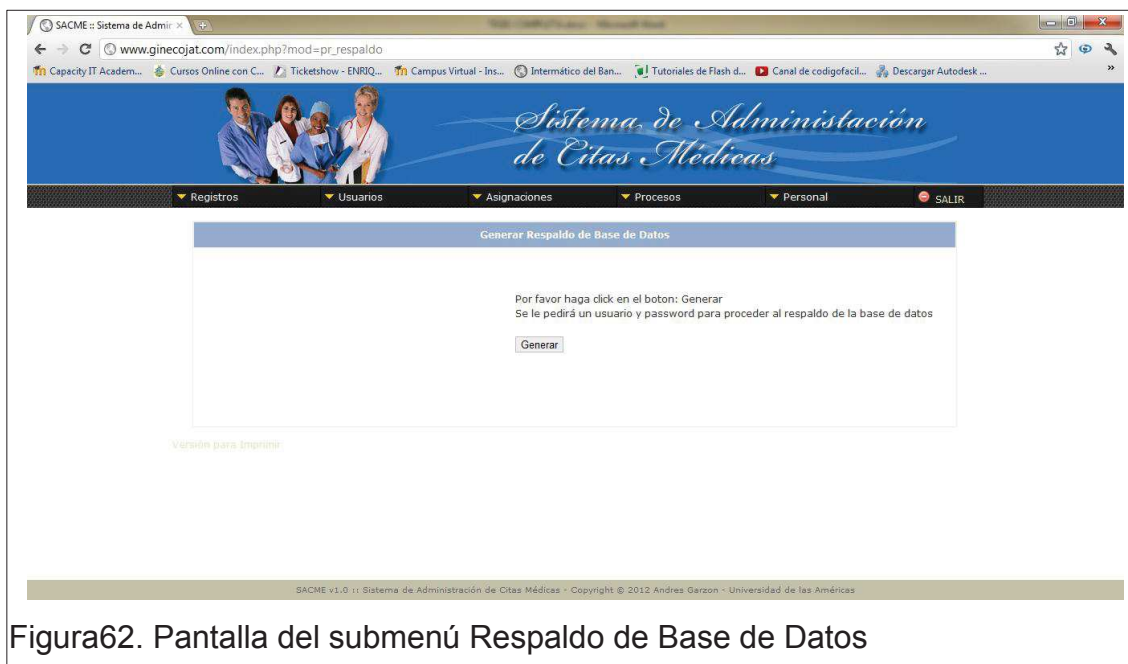 SACME :: Sistema de Admir
www.ginecojat.com/index.php?mod=pr_respaldo
Capacity IT Academ... Cursos Online con C... Ticketshow - ENRIQ... Campus Virtual - Ins... Intermático del Ban... Tutoriales de Flash d... Canal de codigofacil... Descargar Autodesk ... »
Sistema de Administación
de Citas Médicas
Registros Usuarios Asignaciones Procesos Personal SALIR
Generar Respaldo de Base de Datos
Por favor haga click en el boton: Generar
Se le pedirá un usuario y password para proceder al respaldo de la base de datos
Generar
Versión para Imprimir
SACME v1.0 :: Sistema de Administración de Citas Médicas - Copyright © 2012 Andres Garzon - Universidad de las Américas
Figura62. Pantalla del submenú Respaldo de Base de Datos